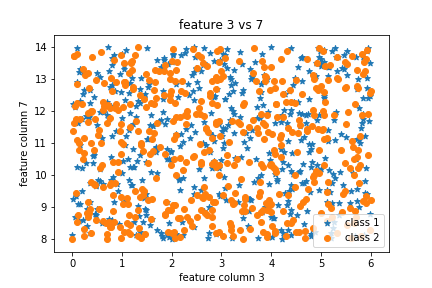 feature 3 vs 7
feature column 7
14
13
12
11
10
9
8
0 1 2 3 4 5 6
feature column 3
class 1
class 2